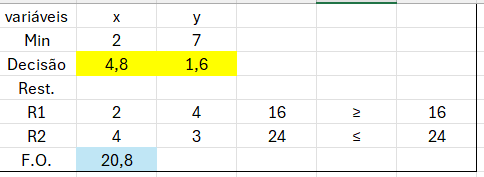 variáveis x y
Min 2 7
Decisão 4,8 1,6
Rest.
R1 2 4 16 ≥ 16
R2 4 3 24 ≤ 24
F.O. 20,8